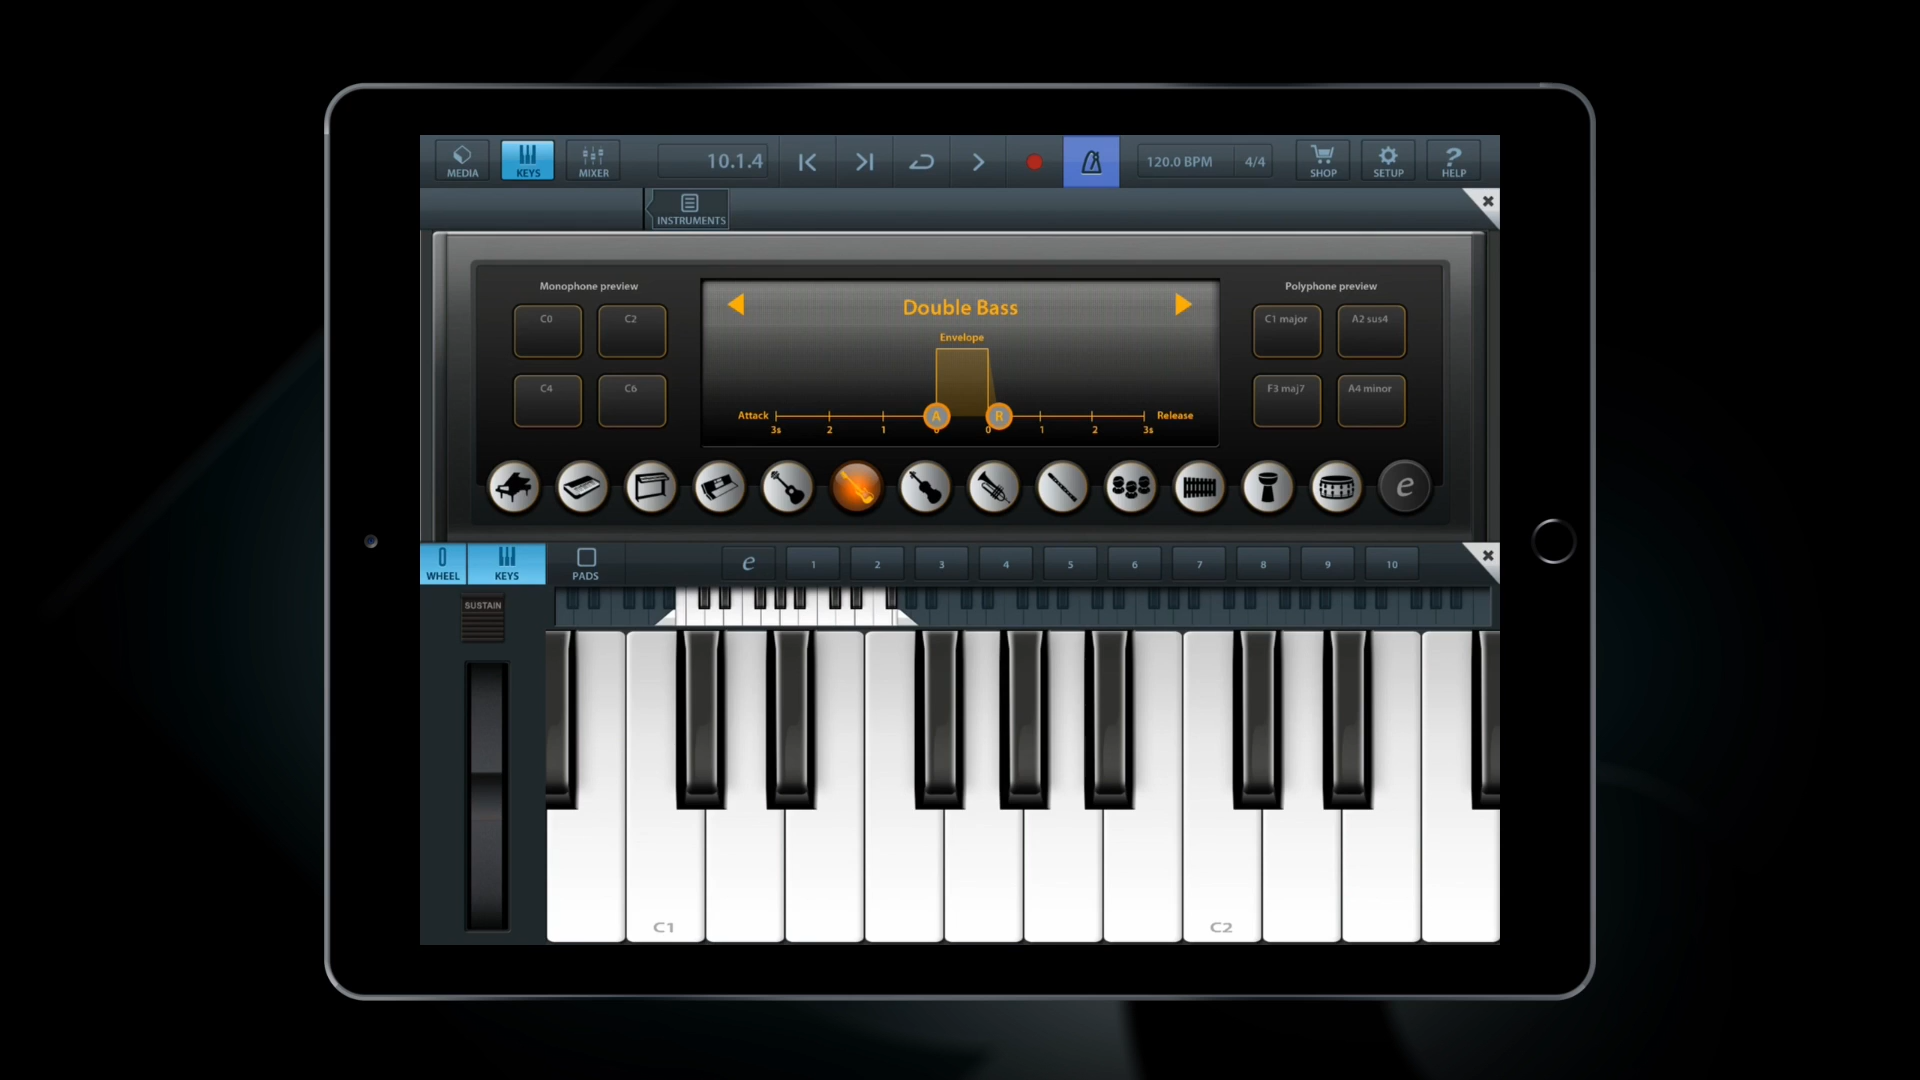 MEDIA
KEYS
MIXER
10.1.4
120.0 BPM
4/4
SHOP
SETUP
? HELP
INSTRUMENTS
Monophone preview
C0
C2
C4
C6
Double Bass
Envelope
Attack
A
R
Release
3s 2 1 0 0 1 2 3s
Polyphone preview
C1 major
A2 sus4
F3 maj7
A4 minor
e
WHEEL
KEYS
PADS
e 1 2 3 4 5 6 7 8 9 10
SUSTAIN
C1
C2